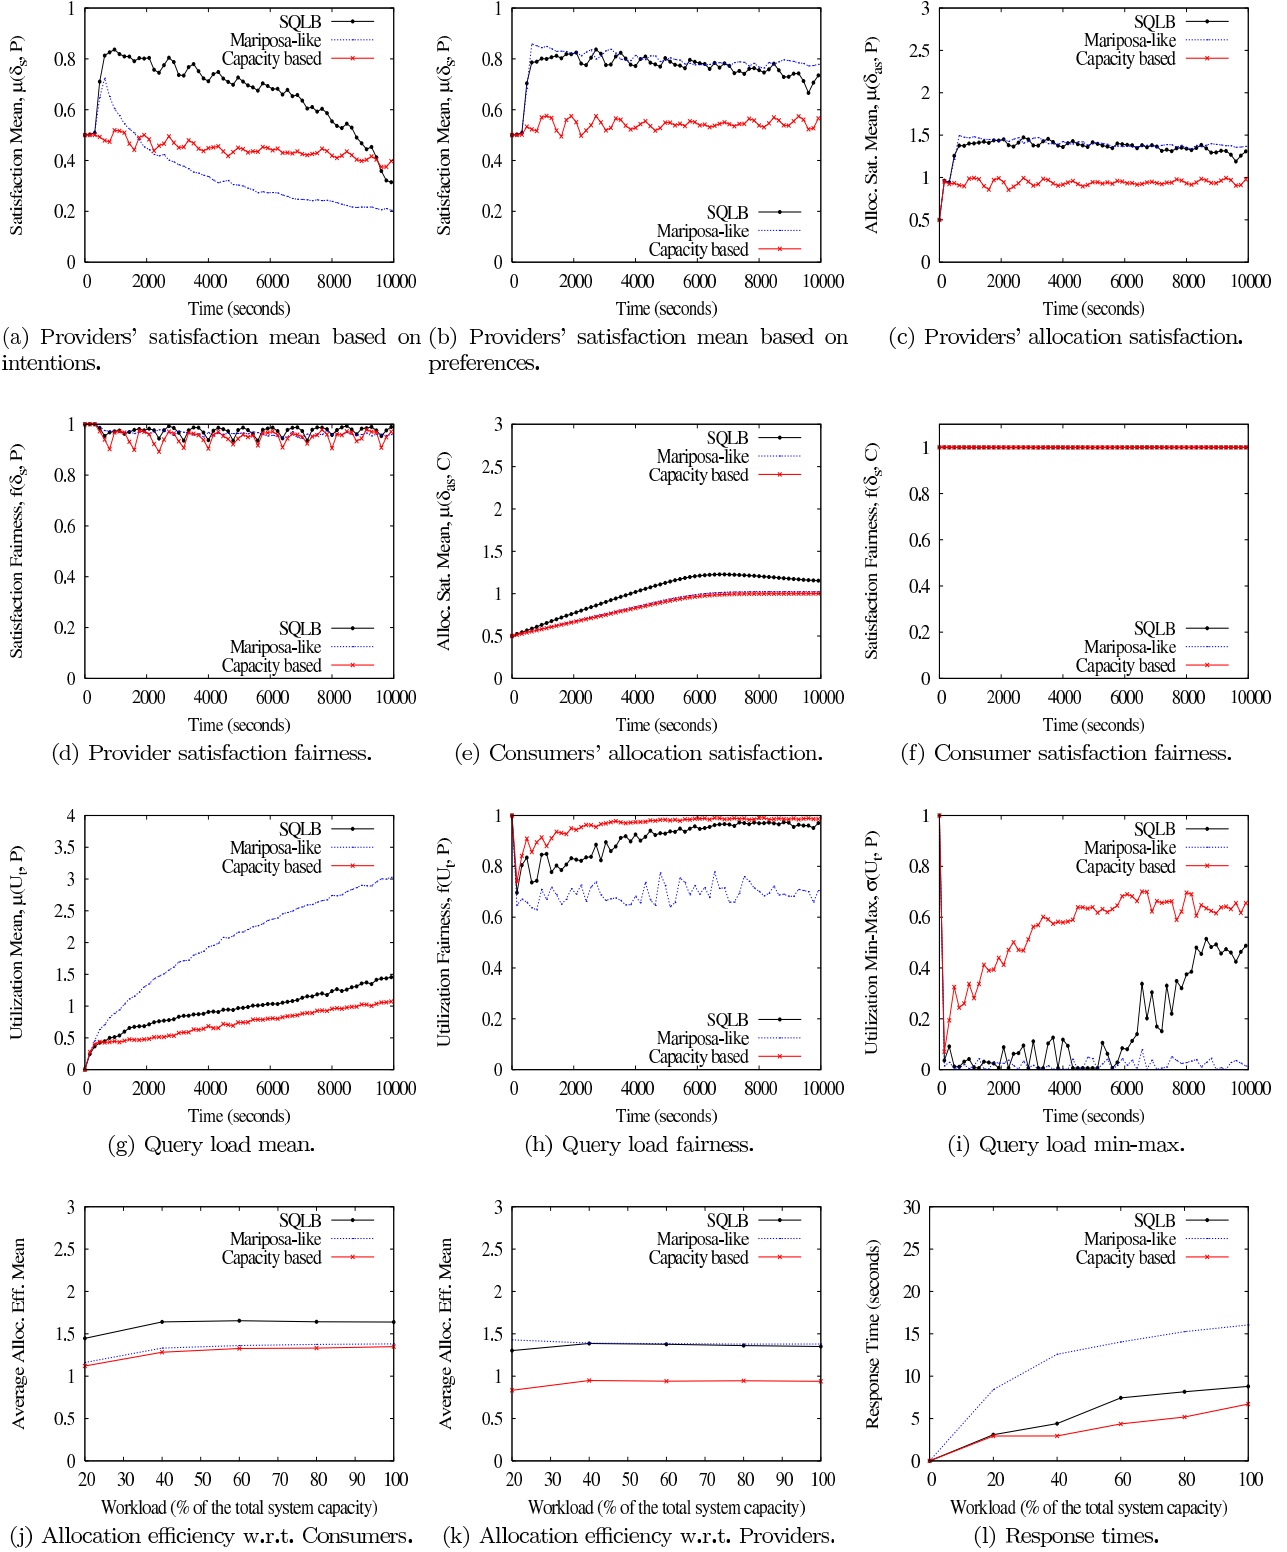 Satisfaction Mean, μ(δs, P)
1
0.8
0.6
0.4
0.2
0
SQLB
Mariposa-like
Capacity based
0 2000 4000 6000 8000 10000
Time (seconds)
(a) Providers' satisfaction mean based on
intentions.
Satisfaction Mean, μ(δs, P)
1
0.8
0.6
0.4
0.2
0
SQLB
Mariposa-like
Capacity based
0 2000 4000 6000 8000 10000
Time (seconds)
(b) Providers' satisfaction mean based on
preferences.
Alloc. Sat. Mean, μ(δas, P)
3
2.5
2
1.5
1
0.5
0
SQLB
Mariposa-like
Capacity based
0 2000 4000 6000 8000 10000
Time (seconds)
(c) Providers' allocation satisfaction.
Satisfaction Fairness, f(δs, P)
1
0.8
0.6
0.4
0.2
0
SQLB
Mariposa-like
Capacity based
0 2000 4000 6000 8000 10000
Time (seconds)
(d) Provider satisfaction fairness.
Alloc. Sat. Mean, μ(δas, C)
3
2.5
2
1.5
1
0.5
0
SQLB
Mariposa-like
Capacity based
0 2000 4000 6000 8000 10000
Time (seconds)
(e) Consumers' allocation satisfaction.
Satisfaction Fairness, f(δs, C)
1
0.8
0.6
0.4
0.2
0
SQLB
Mariposa-like
Capacity based
0 2000 4000 6000 8000 10000
Time (seconds)
(f) Consumer satisfaction fairness.
Utilization Mean, μ(Ut, P)
4
3.5
3
2.5
2
1.5
1
0.5
0
SQLB
Mariposa-like
Capacity based
0 2000 4000 6000 8000 10000
Time (seconds)
(g) Query load mean.
Utilization Fairness, f(Ut, P)
1
0.8
0.6
0.4
0.2
0
SQLB
Mariposa-like
Capacity based
0 2000 4000 6000 8000 10000
Time (seconds)
(h) Query load fairness.
Utilization Min-Max, σ(Ut, P)
1
0.8
0.6
0.4
0.2
0
SQLB
Mariposa-like
Capacity based
0 2000 4000 6000 8000 10000
Time (seconds)
(i) Query load min-max.
Average Alloc. Eff. Mean
3
2.5
2
1.5
1
0.5
0
SQLB
Mariposa-like
Capacity based
20 30 40 50 60 70 80 90 100
Workload (% of the total system capacity)
(j) Allocation efficiency w.r.t. Consumers.
Average Alloc. Eff. Mean
3
2.5
2
1.5
1
0.5
0
SQLB
Mariposa-like
Capacity based
20 30 40 50 60 70 80 90 100
Workload (% of the total system capacity)
(k) Allocation efficiency w.r.t. Providers.
Response Time (seconds)
30
25
20
15
10
5
0
SQLB
Mariposa-like
Capacity based
0 20 40 60 80 100
Workload (% of the total system capacity)
(l) Response times.